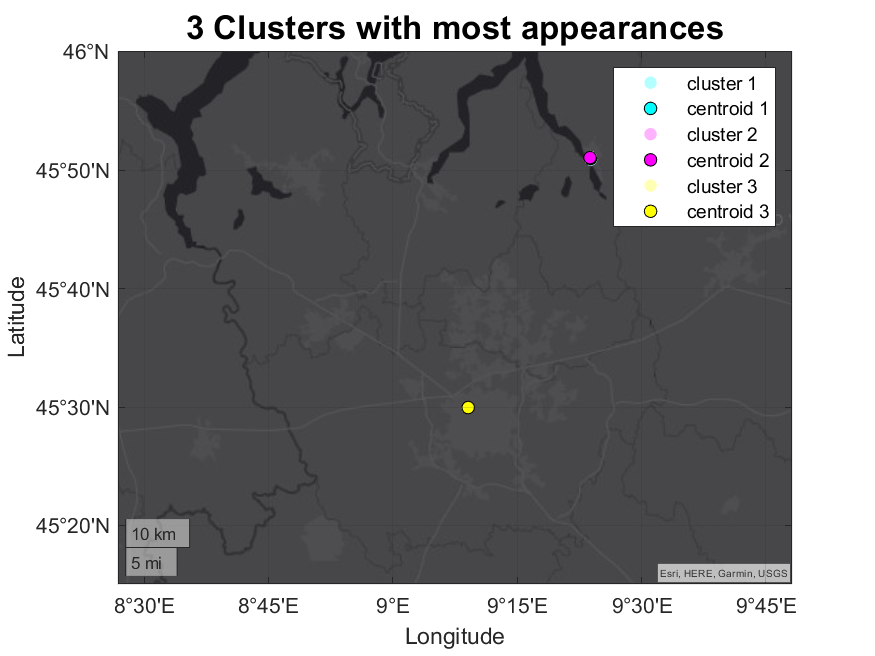 3 Clusters with most appearances
46°N
45°50'N
45°40'N
45°30'N
45°20'N
Latitude
cluster 1
centroid 1
cluster 2
centroid 2
cluster 3
centroid 3
10 km
5 mi
Esri, HERE, Garmin, USGS
8°30'E
8°45'E
9°E
9°15'E
9°30'E
9°45'E
Longitude